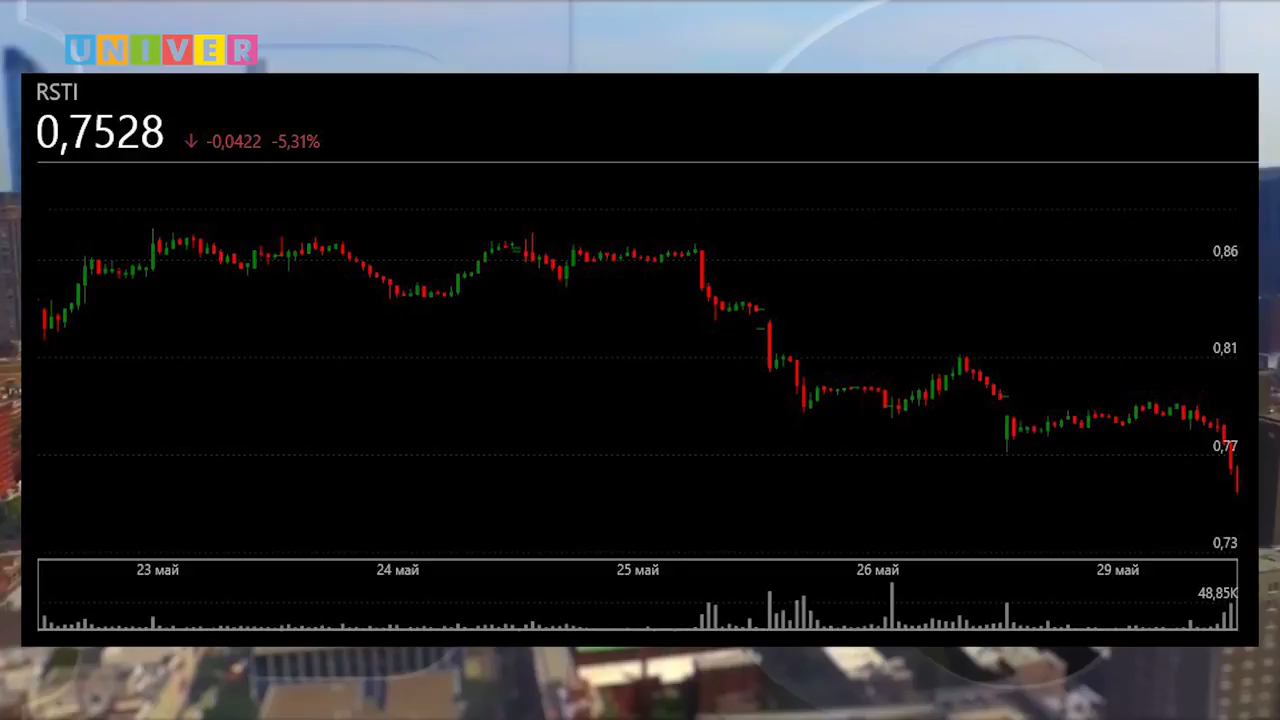 UNIVER
RSTI
0,7528 ↓ -0,0422 -5,31%
0,86
0,81
0,77
0,73
23 май 24 май 25 май 26 май 29 май
48,85K